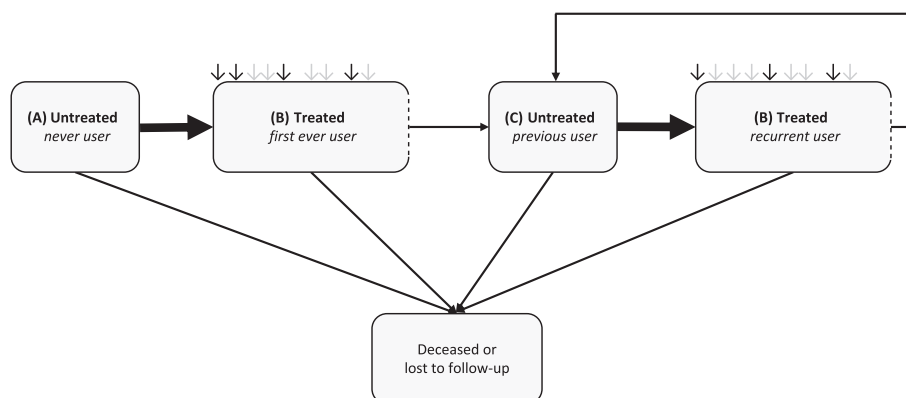 (A) Untreated
never user
(B) Treated
first ever user
(C) Untreated
previous user
(B) Treated
recurrent user
Deceased or
lost to follow-up